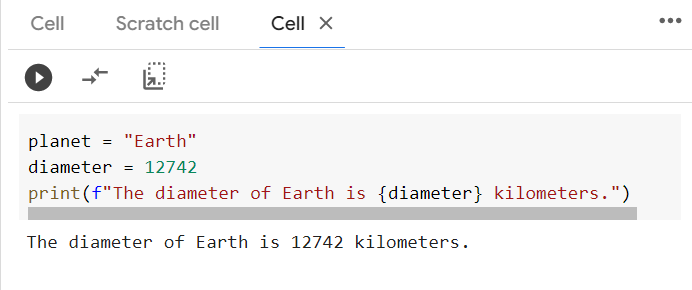 Cell Scratch cell Cell
planet = "Earth"
diameter = 12742
print(f"The diameter of Earth is {diameter} kilometers.")
The diameter of Earth is 12742 kilometers.